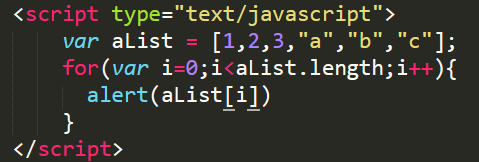 <script type="text/javascript">
    var aList = [1,2,3,"a","b","c"];
    for(var i=0;i<aList.length;i++){
      alert(aList[i])
    }
</script>